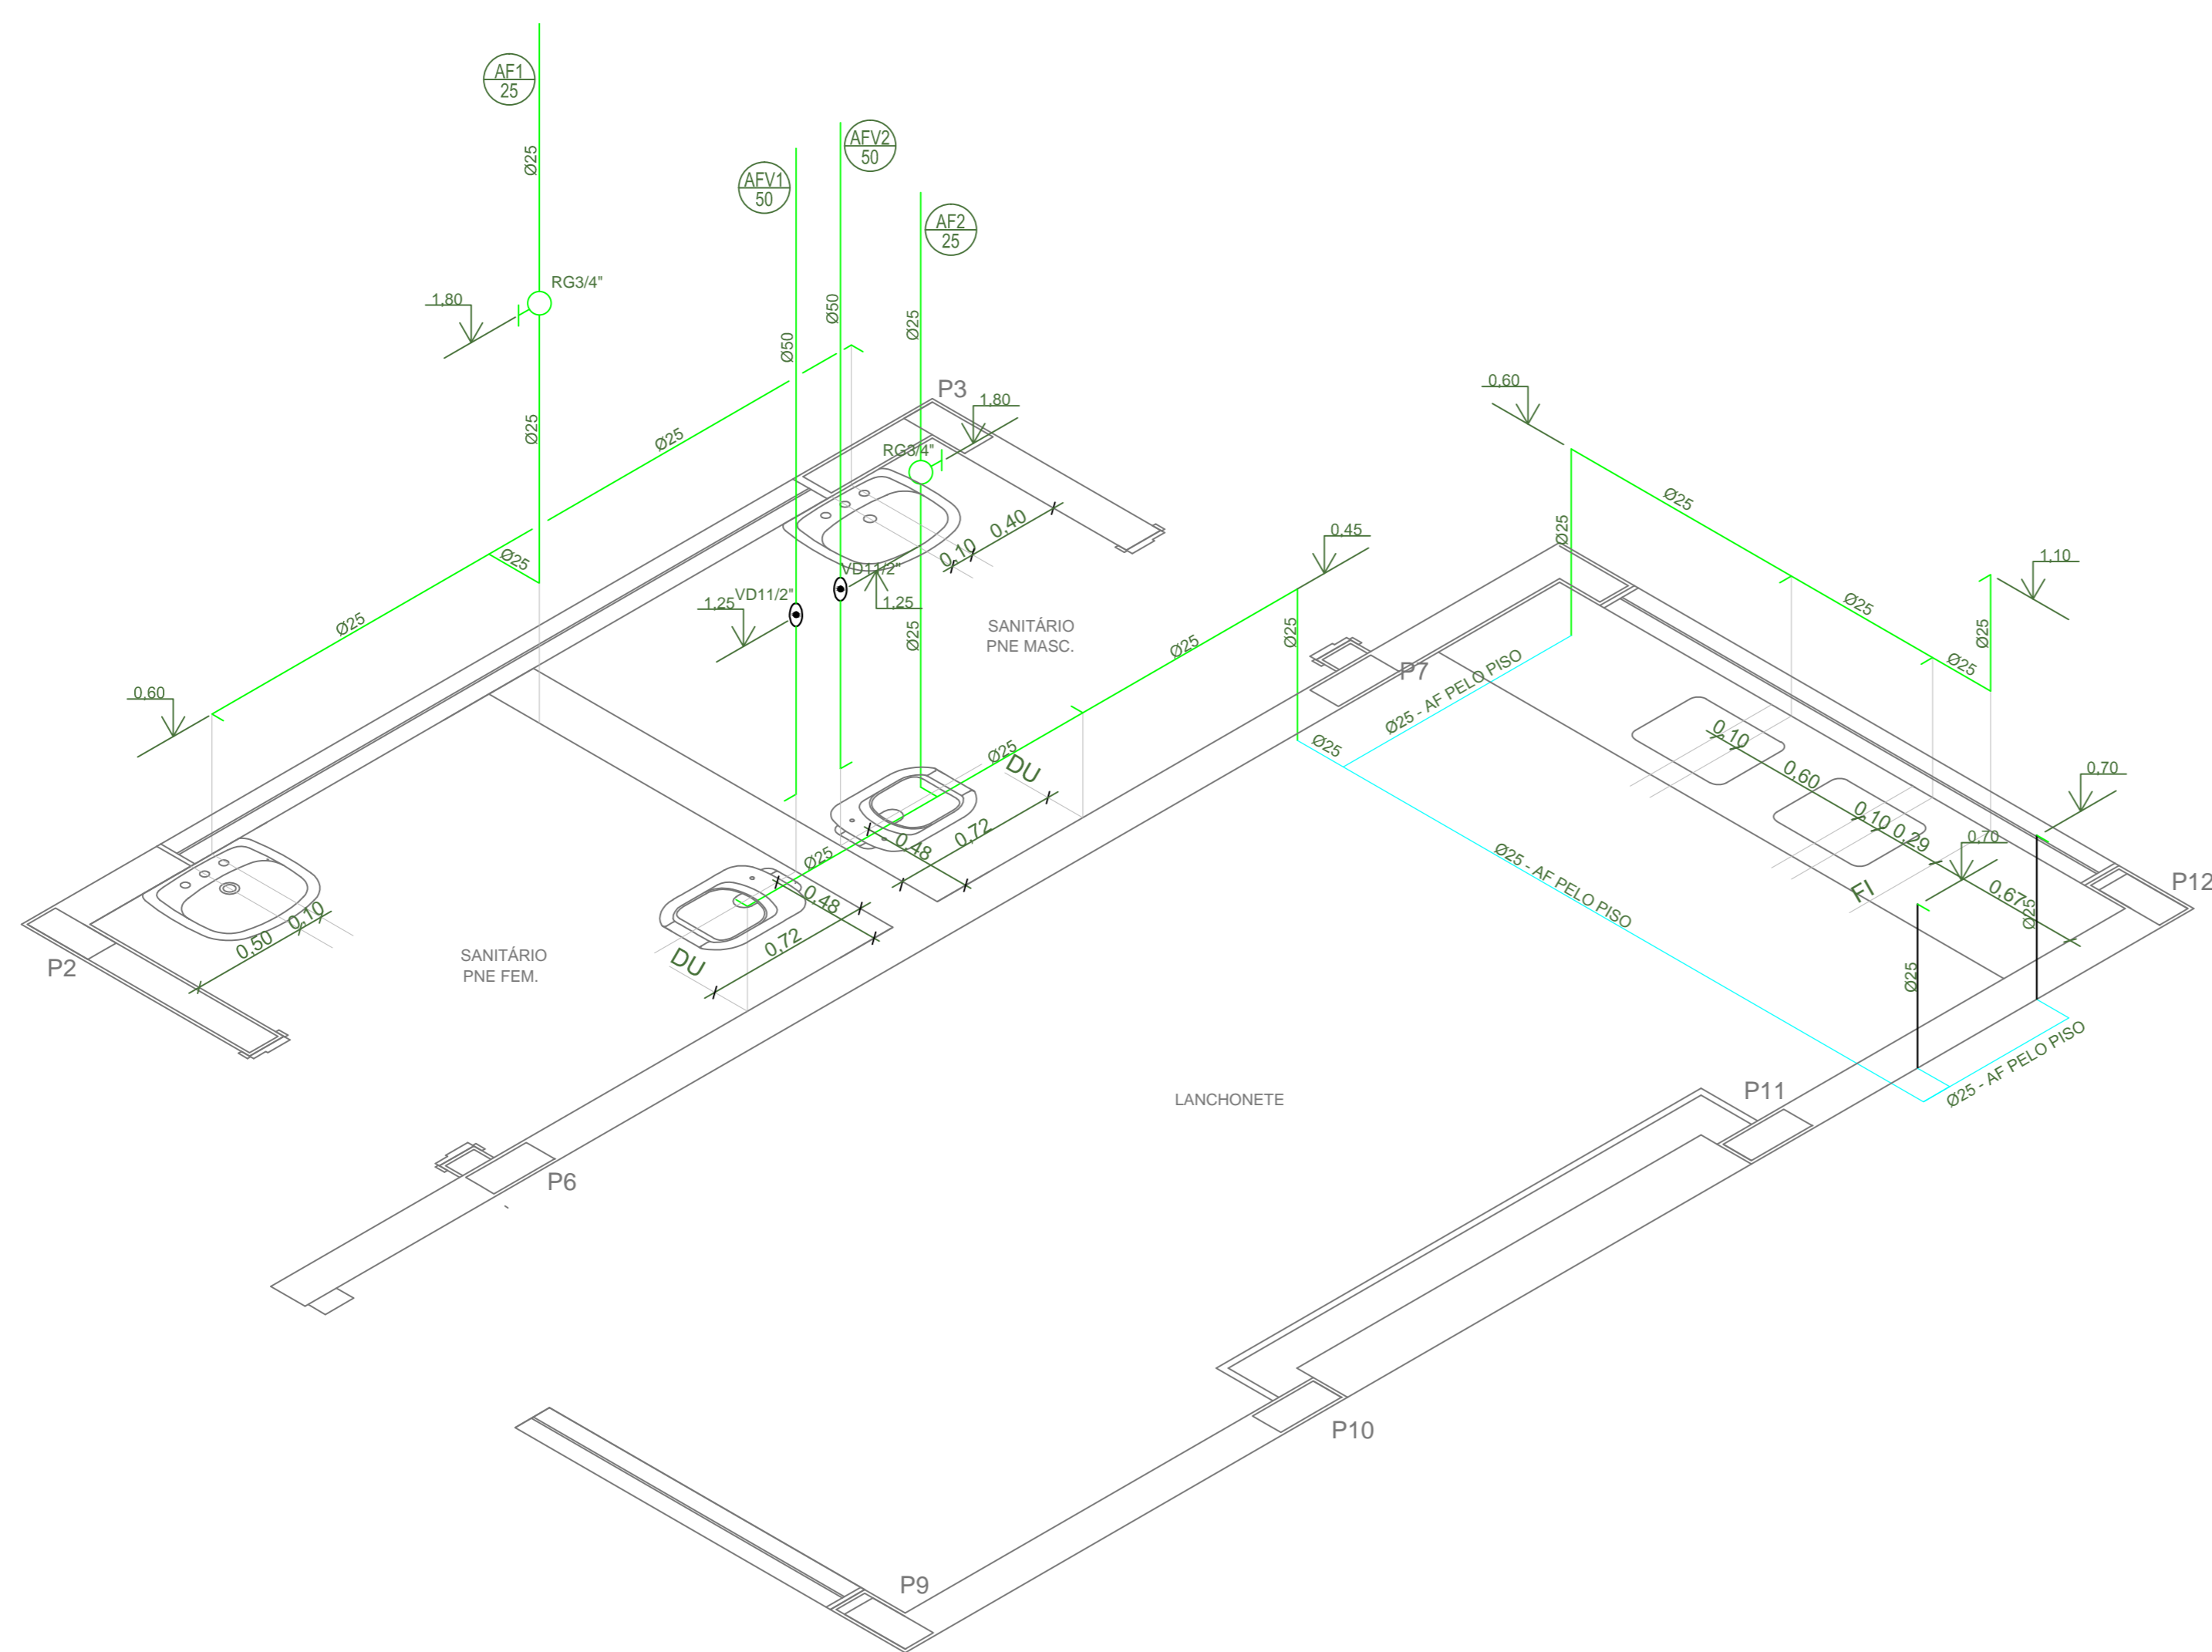 AF1
25
Ø25
RG3/4"
1,80
Ø25
AFV1
50
AFV2
50
AF2
25
Ø50
Ø50
Ø25
Ø25
P3
1,80
RG3/4"
0,40
0,10
VD11/2"
1,25
VD11/2"
1,25
Ø25
SANITÁRIO
PNE MASC.
Ø25
Ø25
0,60
0,60
Ø25
Ø25
1,10
Ø25
Ø25
Ø25
0,45
Ø25
Ø25
P7
Ø25 - AF PELO PISO
Ø25
Ø25
DU
0,72
0,48
Ø25
0,48
0,72
DU
0,50
0,10
P2
SANITÁRIO
PNE FEM.
0,10
0,60
0,10
0,29
0,70
0,70
FI
0,67
Ø25
Ø25
P12
Ø25 - AF PELO PISO
Ø25 - AF PELO PISO
LANCHONETE
P11
P6
P10
P9